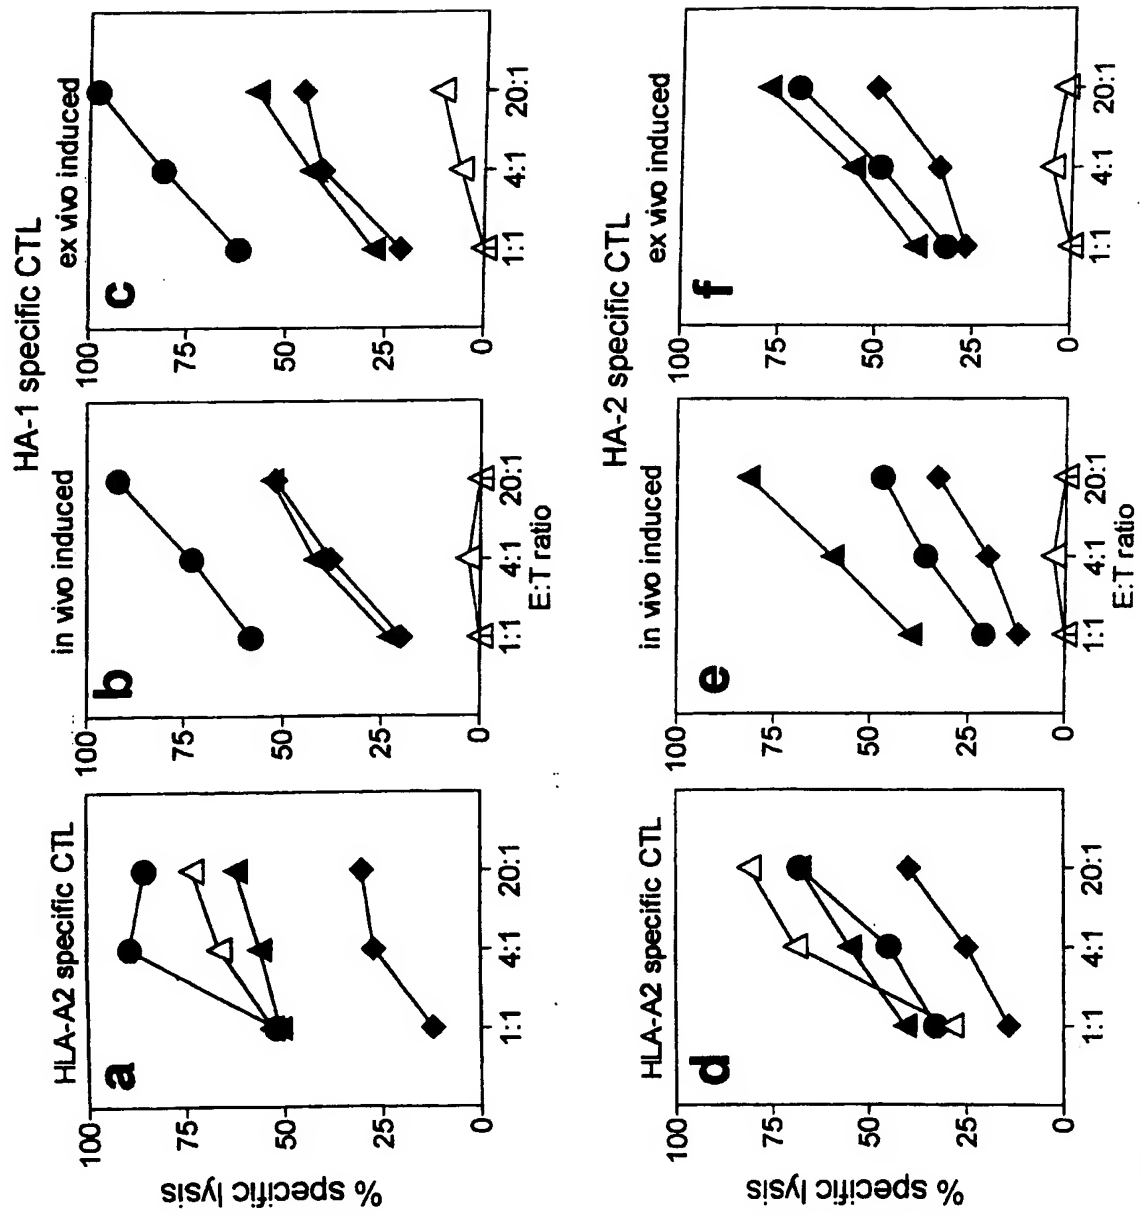 HA-1 specific CTL
HLA-A2 specific CTL
in vivo induced
ex vivo induced
a
b
c
100
75
50
25
0
100
75
50
25
0
100
75
50
25
0
% specific lysis
1:1 4:1 20:1
1:1 4:1 20:1
1:1 4:1 20:1
E:T ratio
HA-2 specific CTL
HLA-A2 specific CTL
in vivo induced
ex vivo induced
d
e
f
100
75
50
25
0
100
75
50
25
0
100
75
50
25
0
% specific lysis
1:1 4:1 20:1
1:1 4:1 20:1
1:1 4:1 20:1
E:T ratio